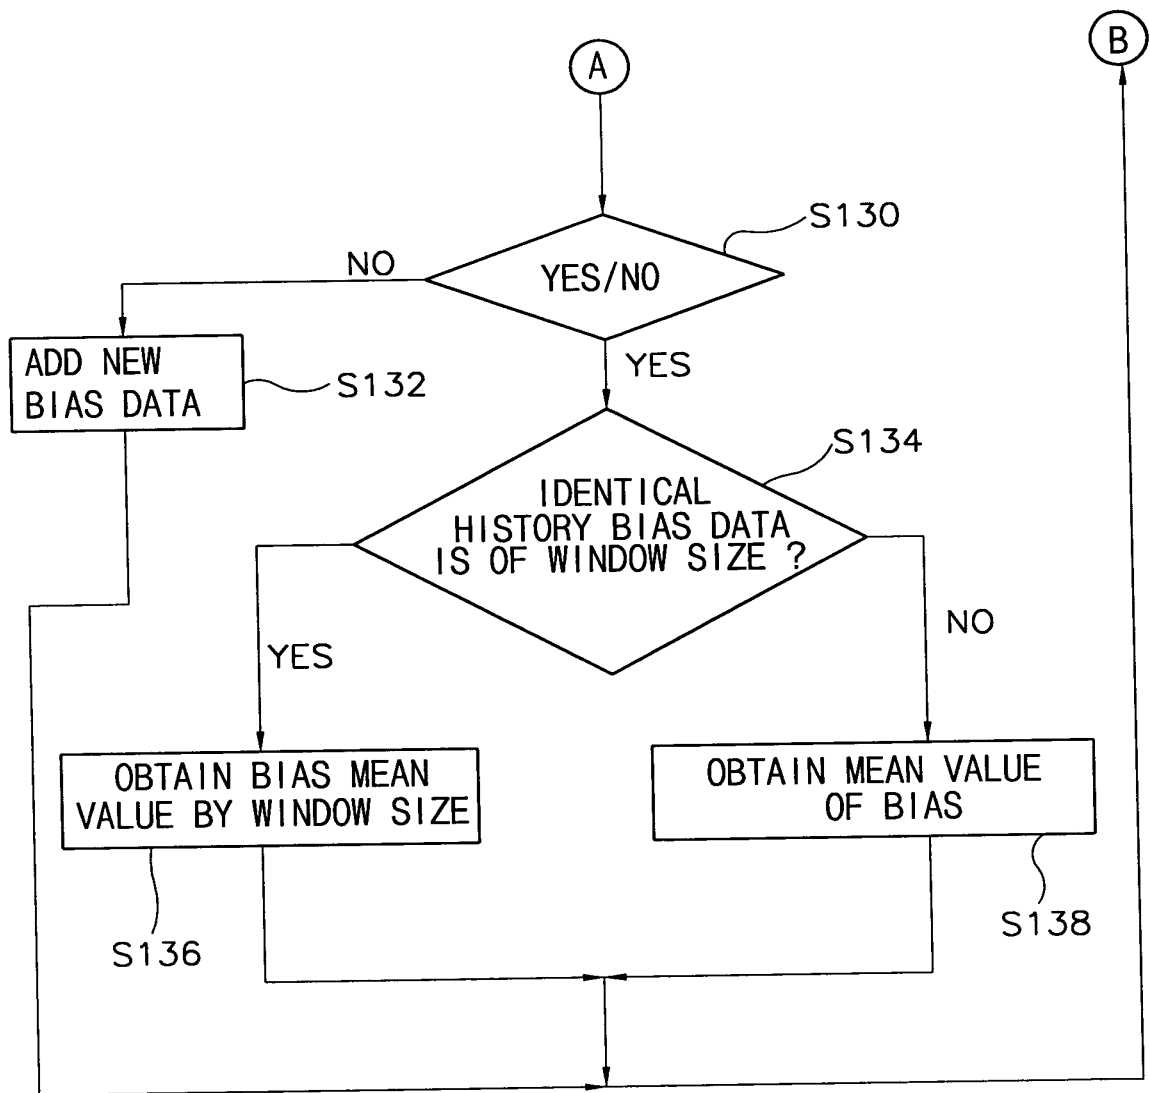 B
A
S130
NO
YES/NO
ADD NEW
BIAS DATA
S132
YES
S134
IDENTICAL
HISTORY BIAS DATA
IS OF WINDOW SIZE ?
NO
YES
OBTAIN BIAS MEAN
VALUE BY WINDOW SIZE
OBTAIN MEAN VALUE
OF BIAS
S136
S138